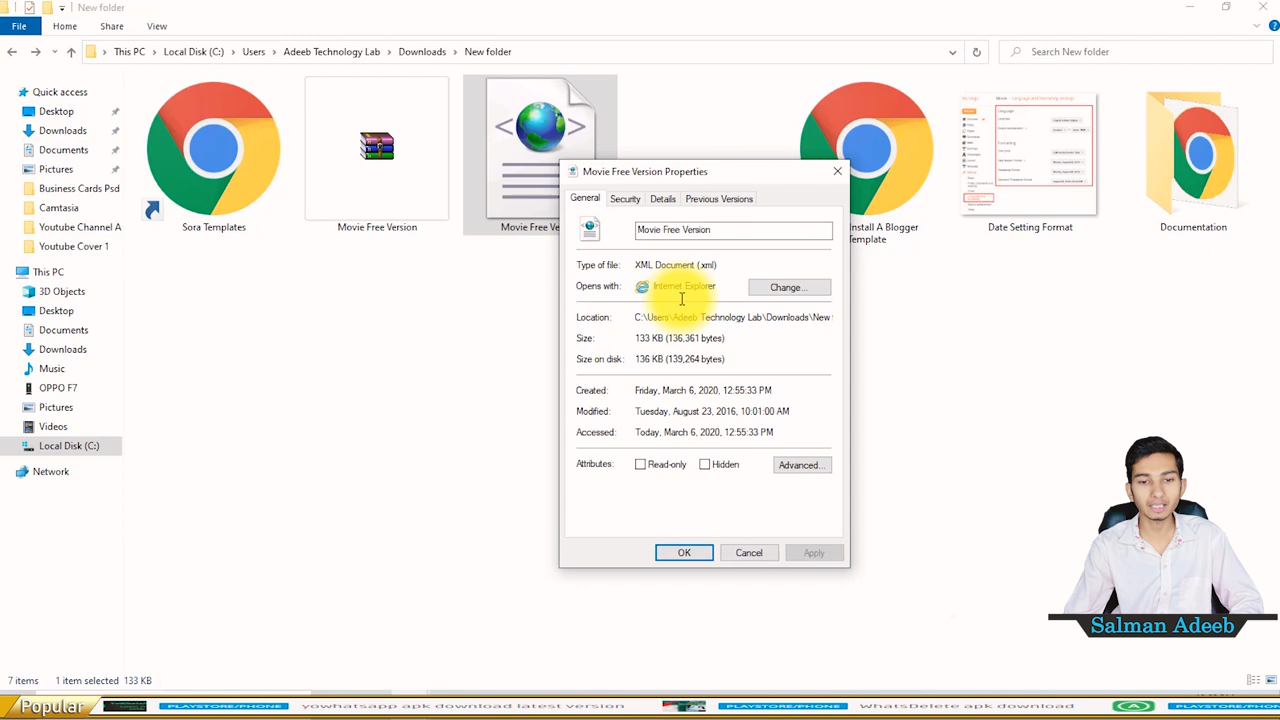 New folder
File Home Share View
This PC Local Disk (C:) Users Adeeb Technology Lab Downloads New folder
Search New folder
Quick access
Desktop
Downloads
Documents
Pictures
Business Cards Psd
Camtasia
Youtube Channel A
Youtube Cover 1
This PC
3D Objects
Desktop
Documents
Downloads
Music
OPPO F7
Pictures
Videos
Local Disk (C:)
Network
Sora Templates
Movie Free Version
Movie Free Ve
Install A Blogger
Template
Date Setting Format
Documentation
Movie Free Version Properties
General Security Details Previous Versions
Movie Free Version
Type of file: XML Document (.xml)
Opens with: Internet Explorer Change...
Location: C:\Users\Adeeb Technology Lab\Downloads\New
Size: 133 KB (136,361 bytes)
Size on disk: 136 KB (139,264 bytes)
Created: Friday, March 6, 2020, 12:55:33 PM
Modified: Tuesday, August 23, 2016, 10:01:00 AM
Accessed: Today, March 6, 2020, 12:55:33 PM
Attributes: Read-only Hidden Advanced...
OK Cancel Apply
Salman Adeeb
7 items 1 item selected 133 KB
Popular PLAYSTORE/PHONE yowhatsapp apk download latest version PLAYSTORE/PHONE WhatsDelete apk download PLAYSTORE/PHONE